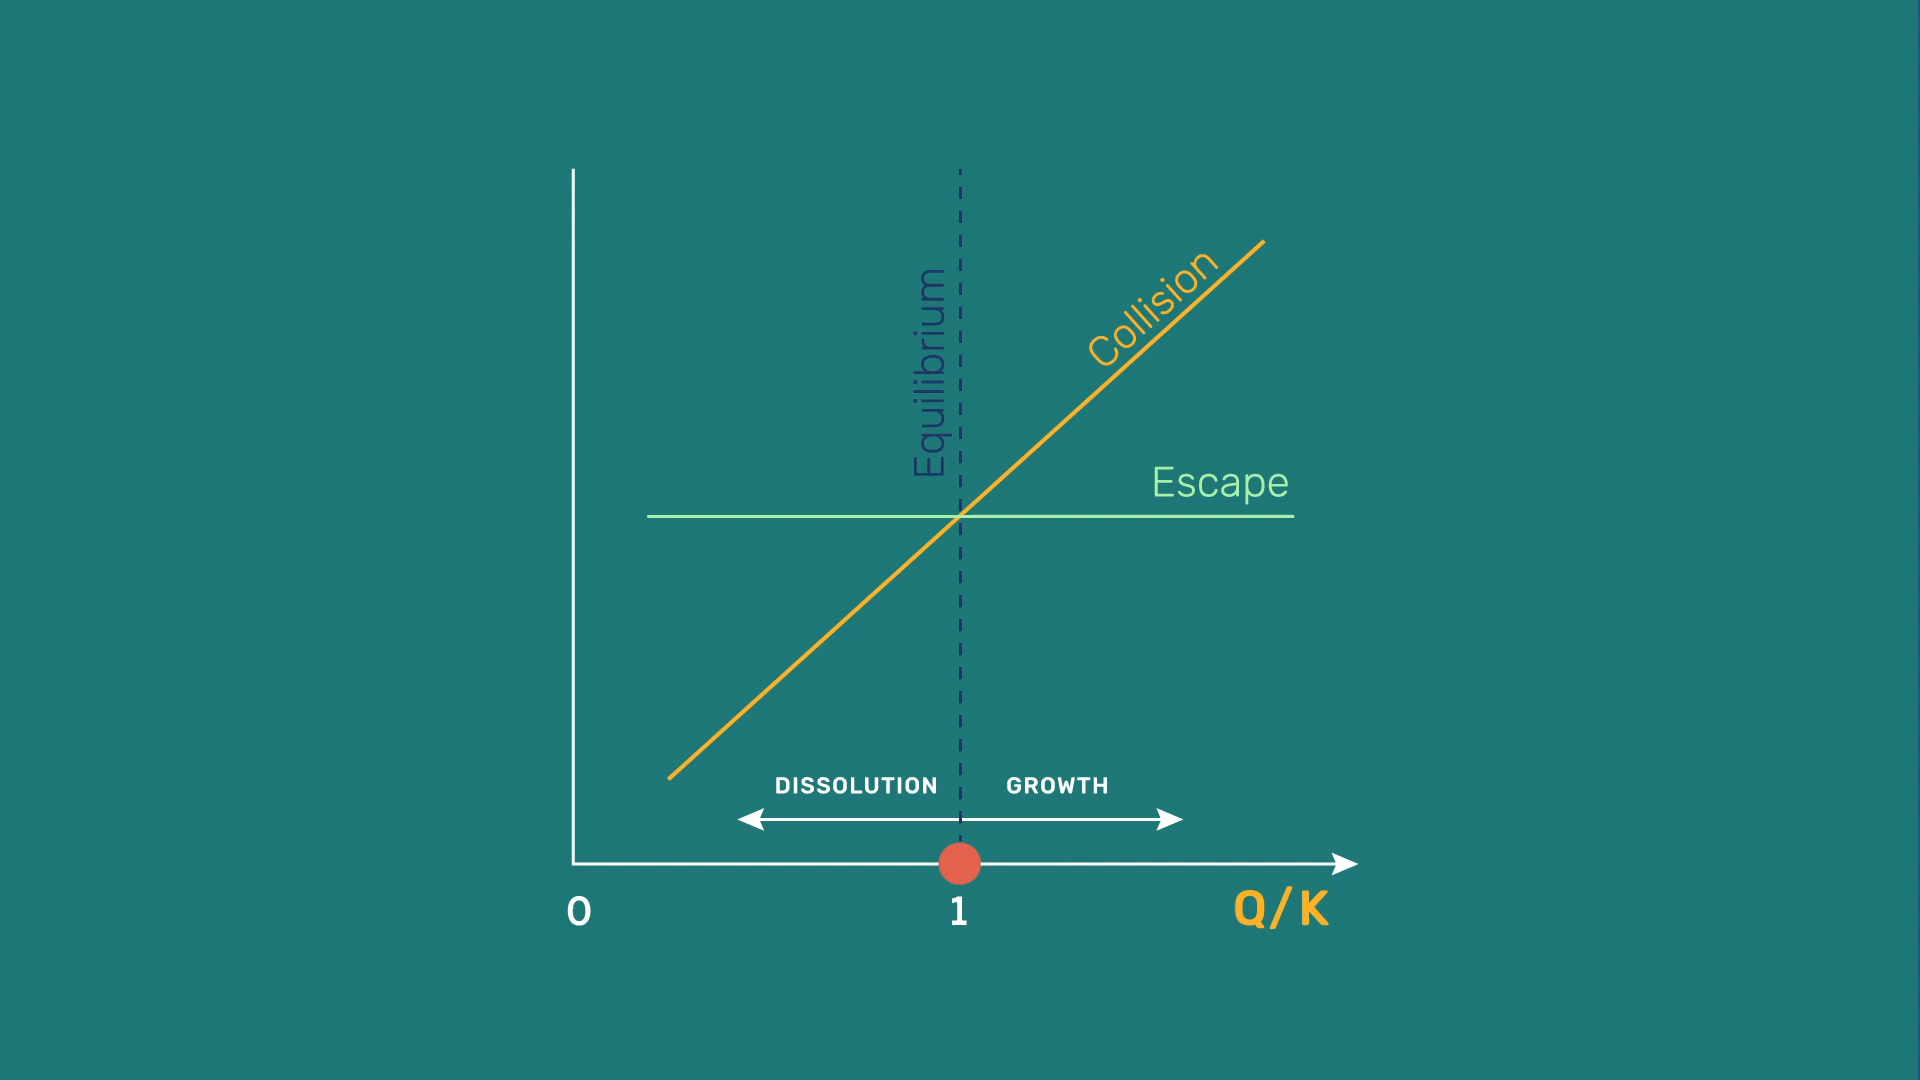 Equilibrium
Collision
Escape
DISSOLUTION
GROWTH
0
1
Q/K